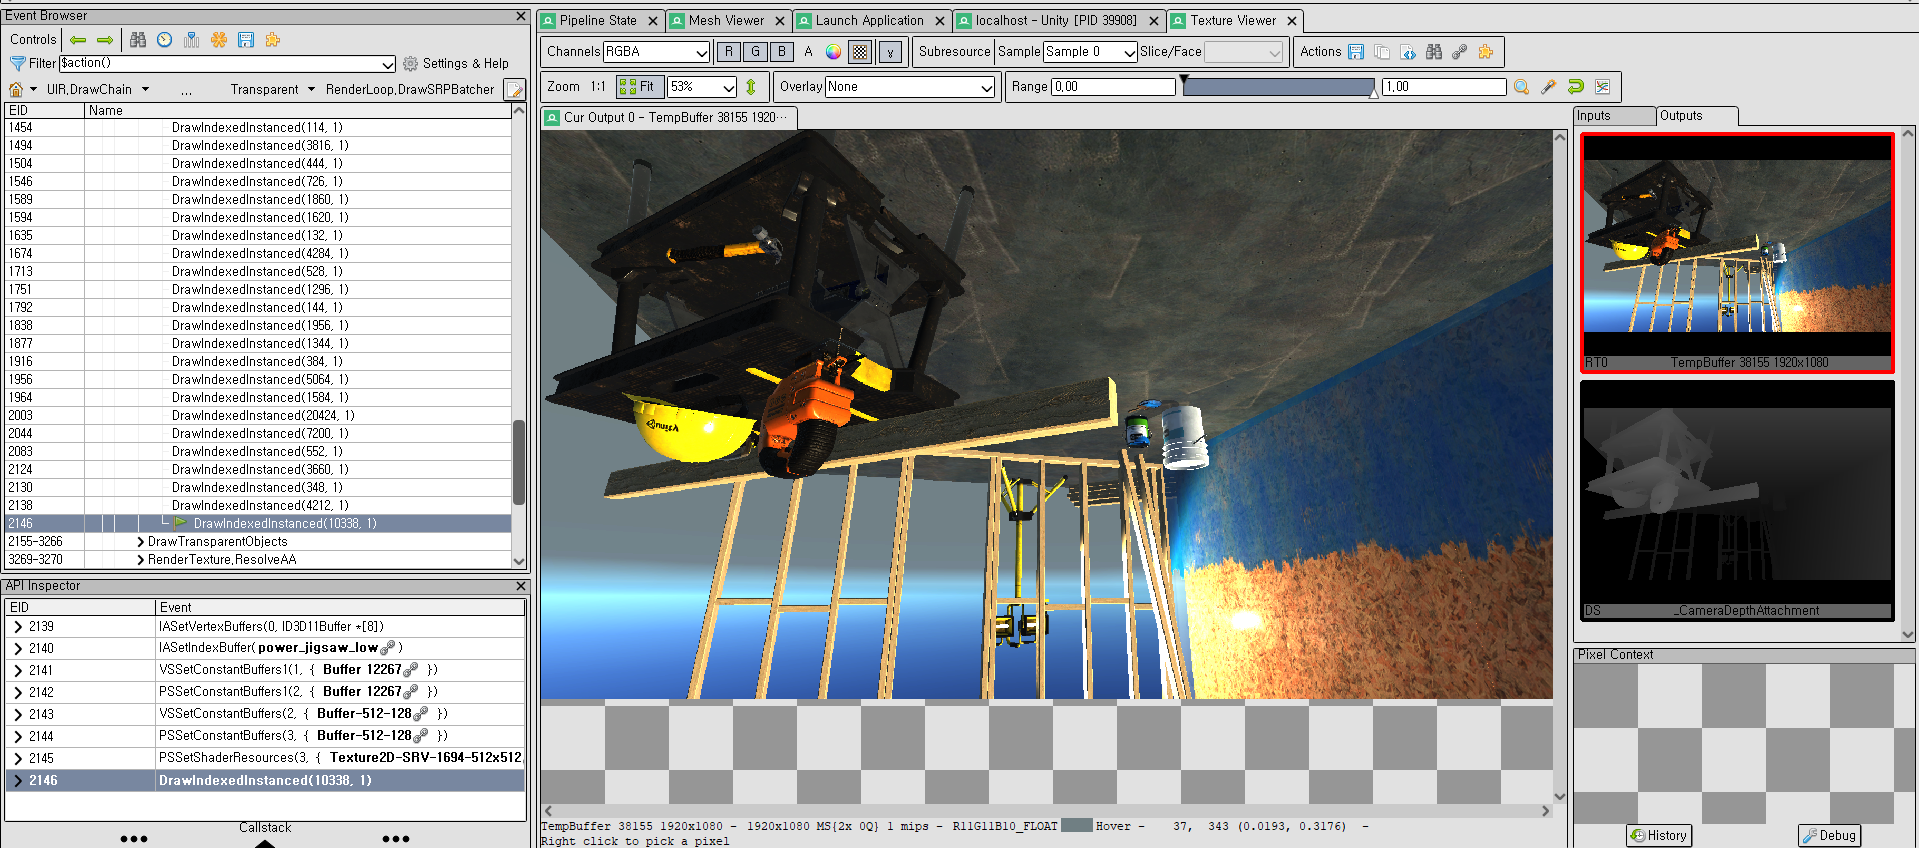 Event Browser
Controls
Filter $action() Settings & Help
UIR,DrawChain ... Transparent RenderLoop,DrawSRPBatcher
EID Name
1454 DrawIndexedInstanced(114, 1)
1494 DrawIndexedInstanced(3816, 1)
1504 DrawIndexedInstanced(444, 1)
1546 DrawIndexedInstanced(726, 1)
1589 DrawIndexedInstanced(1860, 1)
1594 DrawIndexedInstanced(1620, 1)
1635 DrawIndexedInstanced(132, 1)
1674 DrawIndexedInstanced(4284, 1)
1713 DrawIndexedInstanced(528, 1)
1751 DrawIndexedInstanced(1296, 1)
1792 DrawIndexedInstanced(144, 1)
1838 DrawIndexedInstanced(1956, 1)
1877 DrawIndexedInstanced(1344, 1)
1916 DrawIndexedInstanced(384, 1)
1956 DrawIndexedInstanced(5064, 1)
1964 DrawIndexedInstanced(1584, 1)
2003 DrawIndexedInstanced(20424, 1)
2044 DrawIndexedInstanced(7200, 1)
2083 DrawIndexedInstanced(552, 1)
2124 DrawIndexedInstanced(3660, 1)
2130 DrawIndexedInstanced(348, 1)
2138 DrawIndexedInstanced(4212, 1)
2146 DrawIndexedInstanced(10338, 1)
2155-3266 DrawTransparentObjects
3269-3270 RenderTexture,ResolveAA
API Inspector
EID Event
2139 IASetVertexBuffers(0, ID3D11Buffer *[8])
2140 IASetIndexBuffer( power_jigsaw_low )
2141 VSSetConstantBuffers1(1, { Buffer 12267 })
2142 PSSetConstantBuffers1(2, { Buffer 12267 })
2143 VSSetConstantBuffers(2, { Buffer-512-128 })
2144 PSSetConstantBuffers(3, { Buffer-512-128 })
2145 PSSetShaderResources(3, { Texture2D-SRV-1694-512x512,
2146 DrawIndexedInstanced(10338, 1)
Callstack
Pipeline State Mesh Viewer Launch Application localhost - Unity [PID 39908] Texture Viewer
Channels RGBA R G B A γ Subresource Sample Sample 0 Slice/Face Actions
Zoom 1:1 Fit 53% Overlay None Range 0,00 1,00
Cur Output 0 - TempBuffer 38155 1920···
TempBuffer 38155 1920x1080 - 1920x1080 MS{2x 0Q} 1 mips - R11G11B10_FLOAT Hover - 37, 343 (0.0193, 0.3176) -
Right click to pick a pixel
Inputs Outputs
RT0 TempBuffer 38155 1920x1080
DS _CameraDepthAttachment
Pixel Context
History Debug